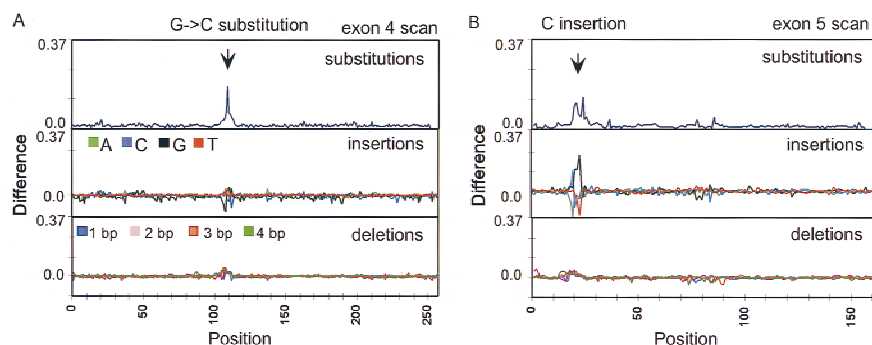 A
G->C substitution
exon 4 scan
0.37
substitutions
0.0
0.37
A C G T
insertions
0.0
0.37
1 bp 2 bp 3 bp 4 bp
deletions
0.0
Difference
0 50 100 150 200 250
Position
B
C insertion
exon 5 scan
0.37
substitutions
0.0
0.37
insertions
0.0
0.37
deletions
0.0
Difference
0 50 100 160
Position